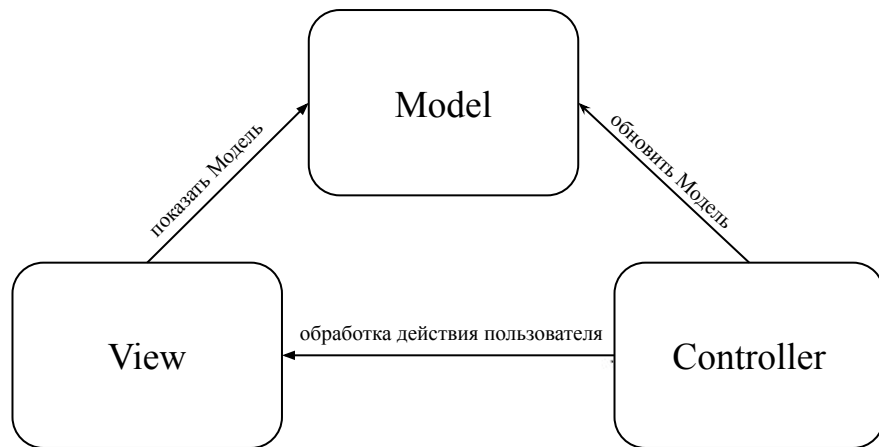 Model
показать Модель
обновить Модель
обработка действия пользователя
View
Controller